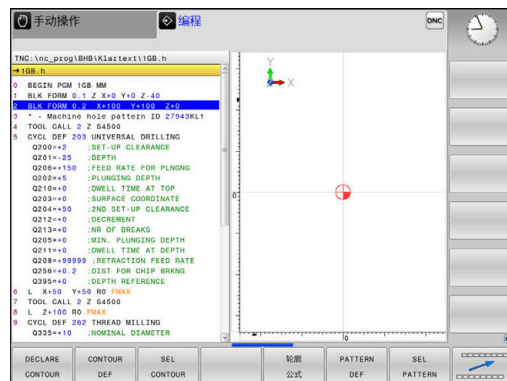 手动操作
编程
DNC
TNC:\nc_prog\BHB\Klartext\1GB.h
→1GB.h
0 BEGIN PGM 1GB MM
1 BLK FORM 0.1 Z X+0 Y+0 Z-40
2 BLK FORM 0.2 X+100 Y+100 Z+0
3 * - Machine hole pattern ID 27943KL1
4 TOOL CALL 2 Z S4500
5 CYCL DEF 203 UNIVERSAL DRILLING
Q200=+2 ;SET-UP CLEARANCE
Q201=-25 ;DEPTH
Q206=+150 ;FEED RATE FOR PLNGNG
Q202=+5 ;PLUNGING DEPTH
Q210=+0 ;DWELL TIME AT TOP
Q203=+0 ;SURFACE COORDINATE
Q204=+50 ;2ND SET-UP CLEARANCE
Q212=+0 ;DECREMENT
Q213=+0 ;NR OF BREAKS
Q205=+0 ;MIN. PLUNGING DEPTH
Q211=+0 ;DWELL TIME AT DEPTH
Q208=+99999 ;RETRACTION FEED RATE
Q256=+0.2 ;DIST FOR CHIP BRKNG
Q395=+0 ;DEPTH REFERENCE
6 L X+50 Y+50 R0 FMAX
7 TOOL CALL 2 Z S4500
8 L Z+100 R0 FMAX
9 CYCL DEF 262 THREAD MILLING
Q335=+10 ;NOMINAL DIAMETER
Y
X
0
0
DECLARE CONTOUR
CONTOUR DEF
SEL CONTOUR
轮廓 公式
PATTERN DEF
SEL PATTERN